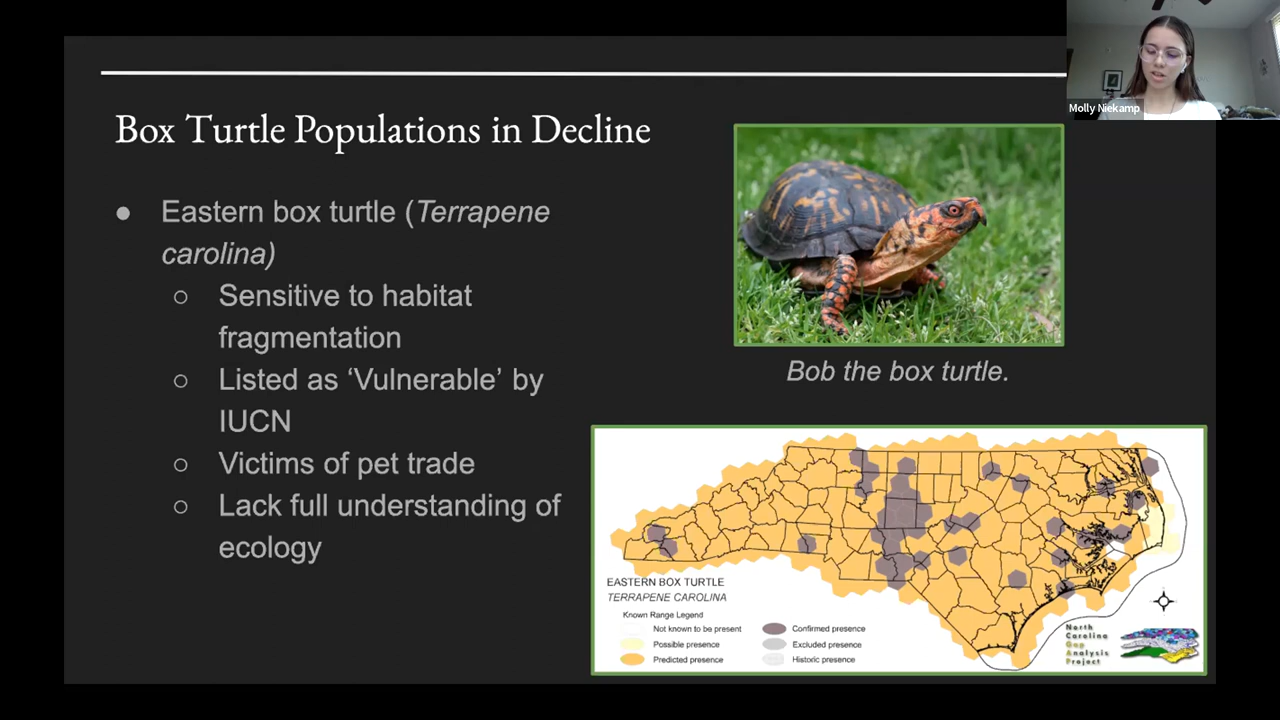 Molly Niekamp
Box Turtle Populations in Decline
● Eastern box turtle (Terrapene
carolina)
○ Sensitive to habitat
fragmentation
○ Listed as ‘Vulnerable’ by
IUCN
○ Victims of pet trade
○ Lack full understanding of
ecology
Bob the box turtle.
EASTERN BOX TURTLE
TERRAPENE CAROLINA
Known Range Legend
Not known to be present
Possible presence
Predicted presence
Confirmed presence
Excluded presence
Historic presence
North
Carolina
Gap
Analysis
Project